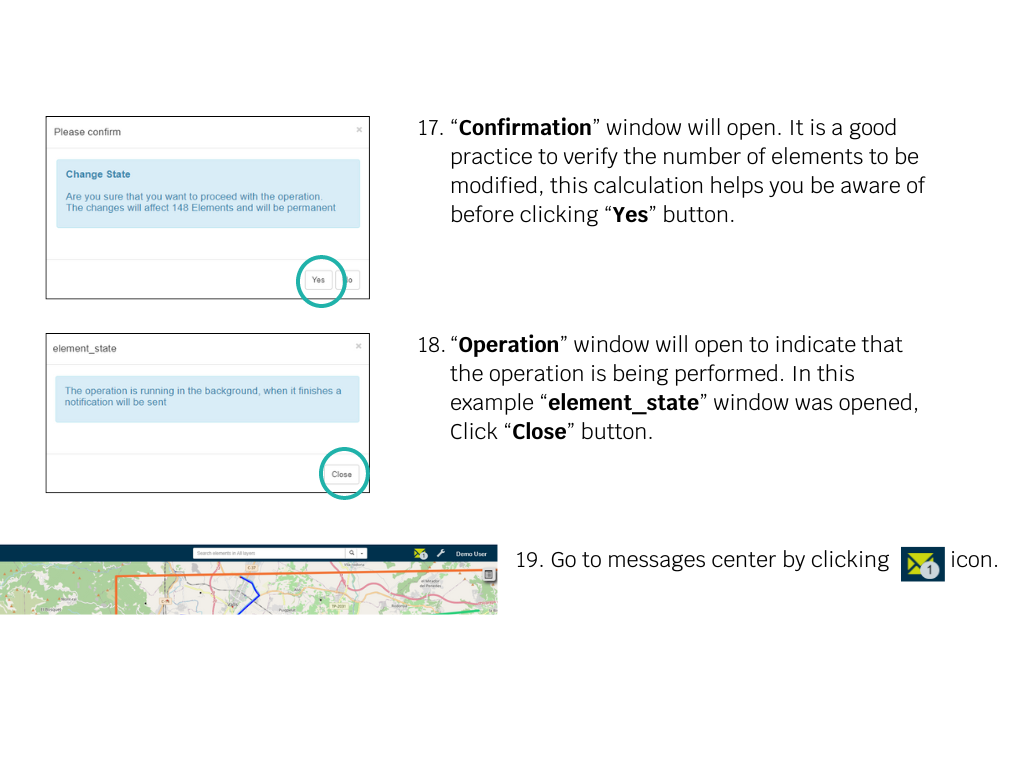 Please confirm
×
Change State
Are you sure that you want to proceed with the operation.
The changes will affect 148 Elements and will be permanent
Yes
17. “Confirmation” window will open. It is a good
practice to verify the number of elements to be
modified, this calculation helps you be aware of
before clicking “Yes” button.
element_state
×
The operation is running in the background, when it finishes a
notification will be sent
Close
18. “Operation” window will open to indicate that
the operation is being performed. In this
example “element_state” window was opened,
Click “Close” button.
Search elements in All layers
Demo User
19. Go to messages center by clicking 1 icon.